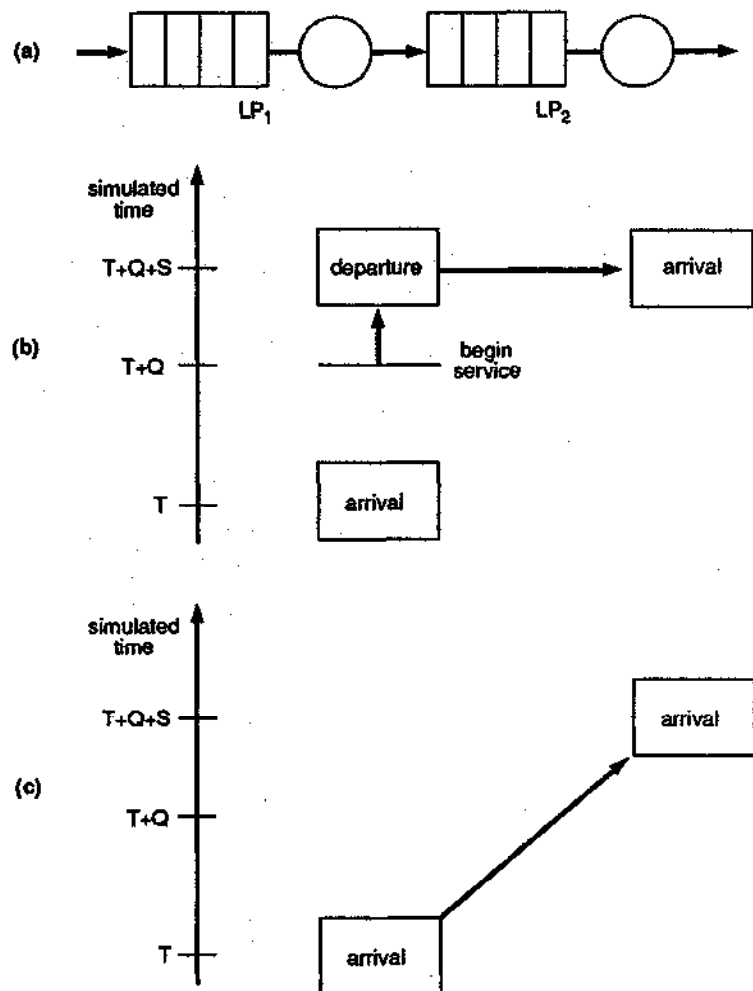 (a)
LP1
LP2
simulated
time
T+Q+S
departure
arrival
(b)
T+Q
begin
service
T
arrival
simulated
time
T+Q+S
arrival
(c)
T+Q
T
arrival